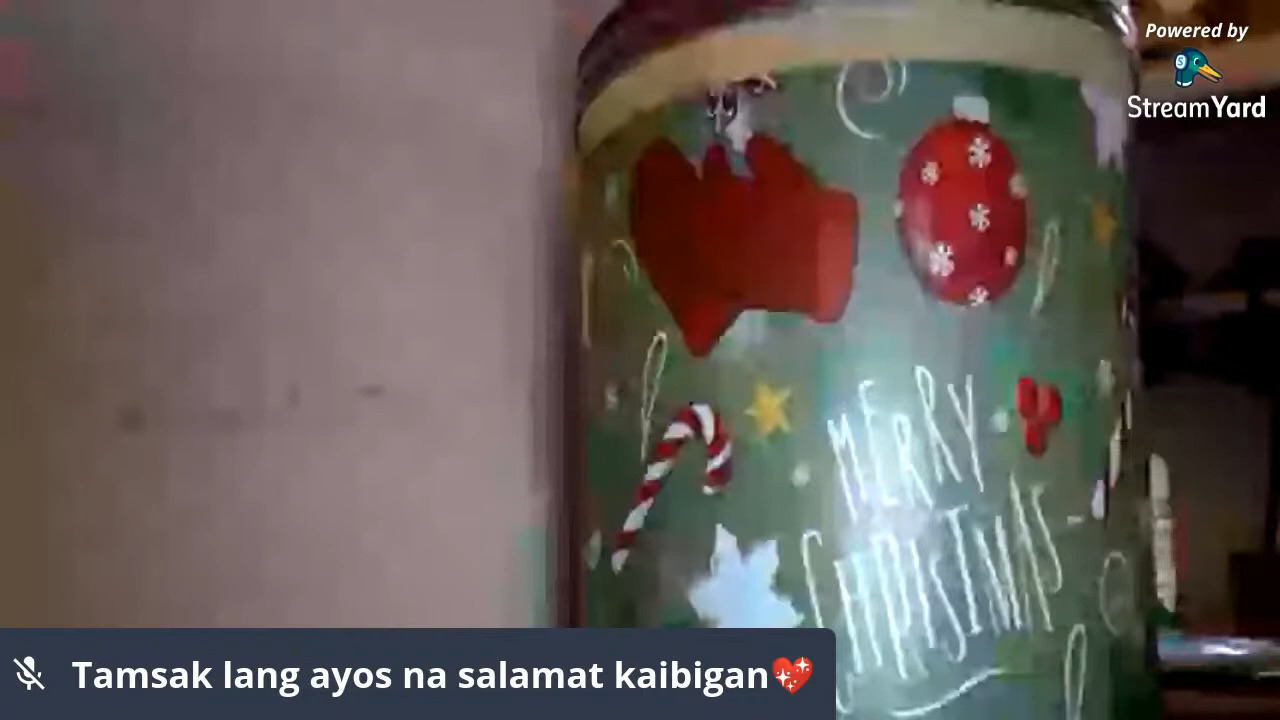 Powered by
StreamYard
MERRY
CHRISTMAS
Tamsak lang ayos na salamat kaibigan💖